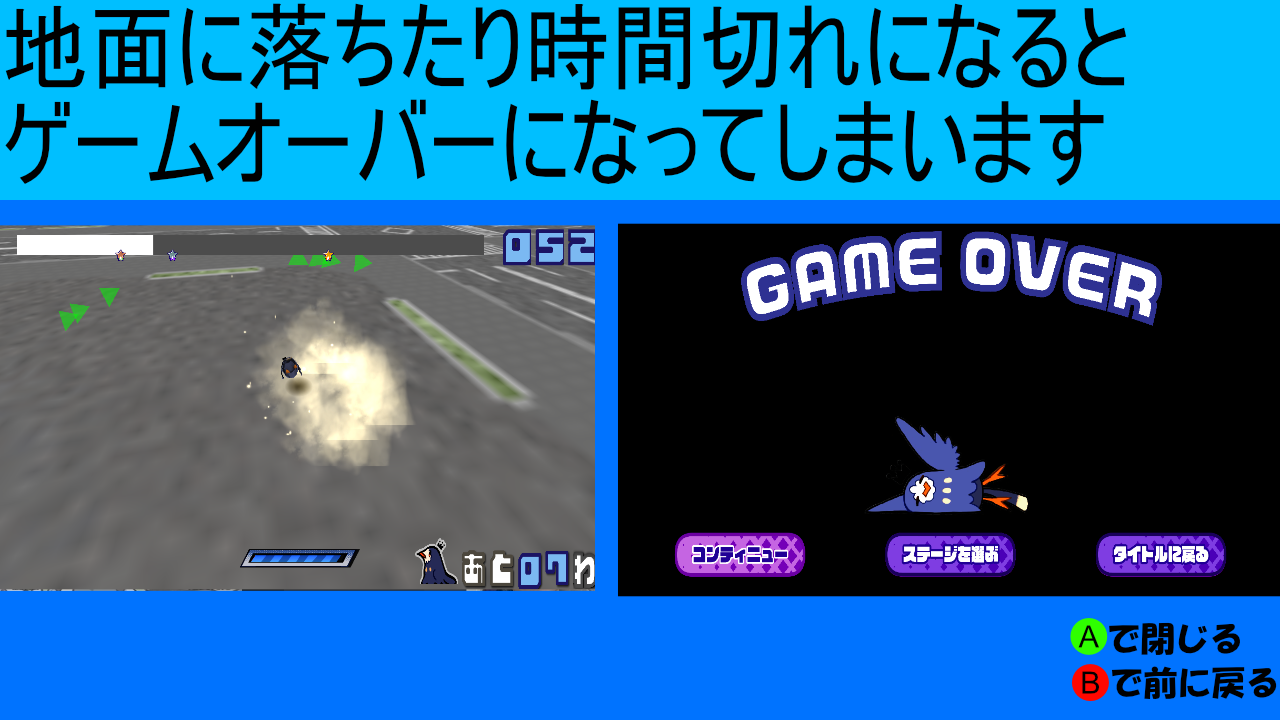 地面に落ちたり時間切れになると
ゲームオーバーになってしまいます
052
あと07わ
GAME OVER
コンティニュー
ステージを選ぶ
タイトルに戻る
Aで閉じる
Bで前に戻る